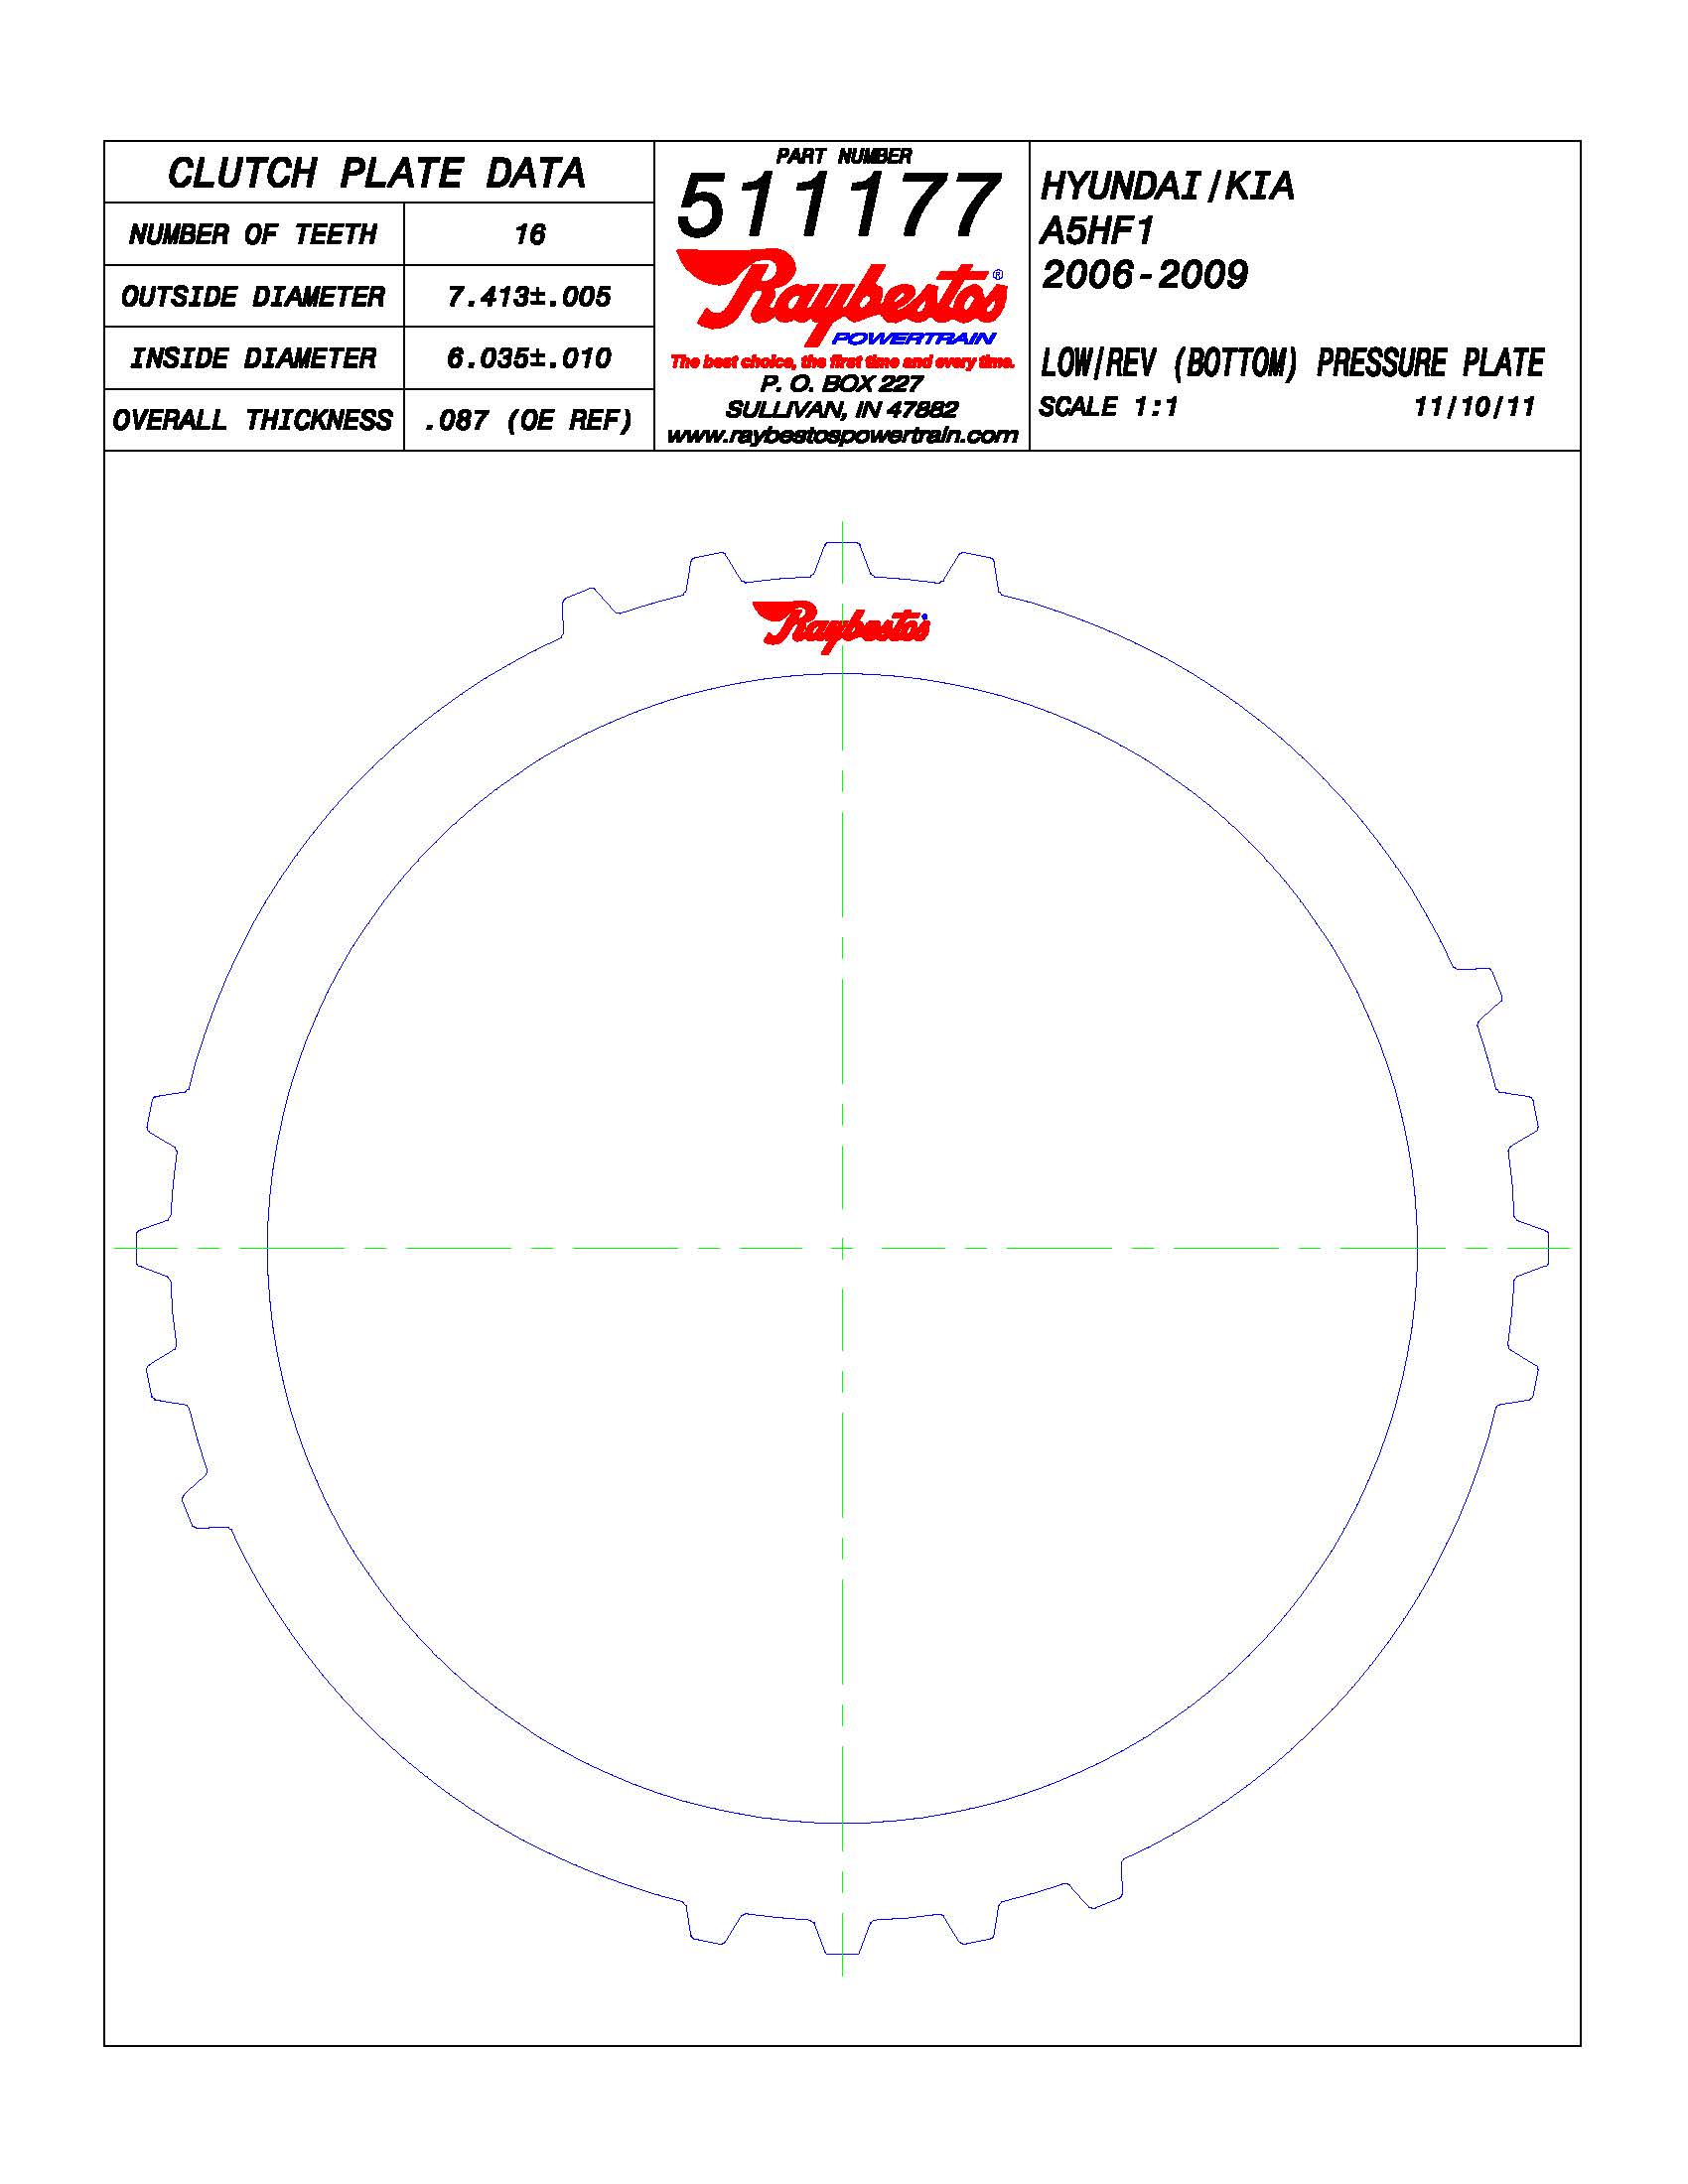 CLUTCH PLATE DATA
NUMBER OF TEETH 16
OUTSIDE DIAMETER 7.413±.005
INSIDE DIAMETER 6.035±.010
OVERALL THICKNESS .087 (OE REF)
PART NUMBER
511177
Raybestos®
POWERTRAIN
The best choice, the first time and every time.
P. O. BOX 227
SULLIVAN, IN 47882
www.raybestospowertrain.com
HYUNDAI/KIA
A5HF1
2006-2009
LOW/REV (BOTTOM) PRESSURE PLATE
SCALE 1:1 11/10/11
Raybestos